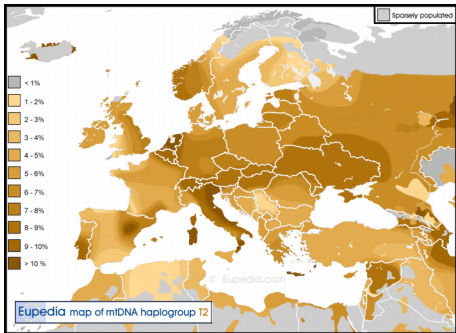 Sparsely populated
< 1%
1 - 2%
2 - 3%
3 - 4%
4 - 5%
5 - 6%
6 - 7%
7 - 8%
8 - 9%
9 - 10%
> 10 %
© Eupedia.com
Eupedia map of mtDNA haplogroup T2